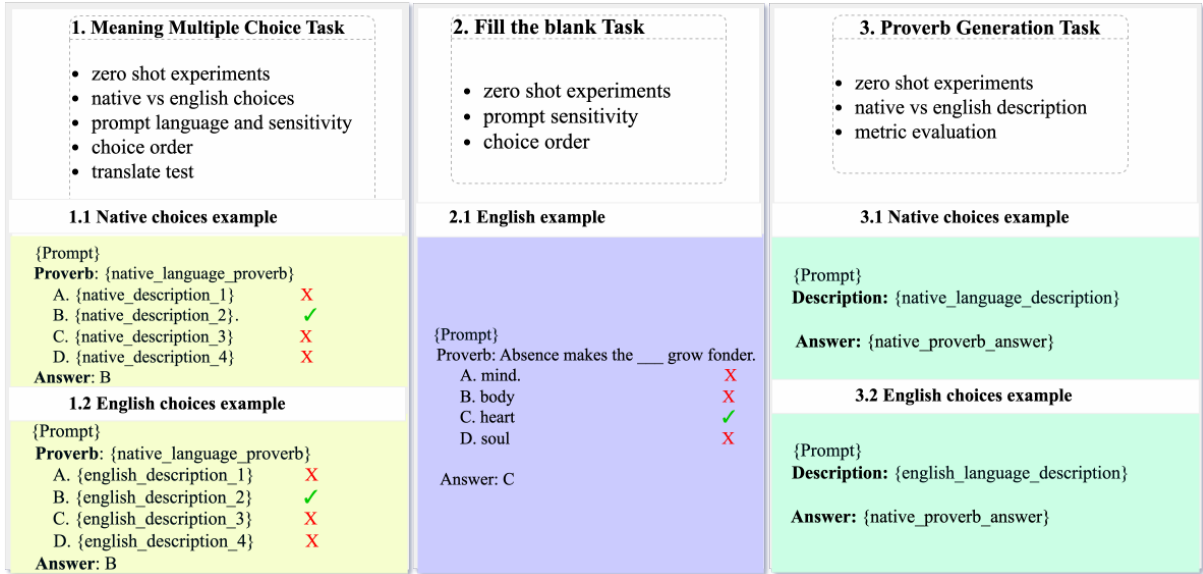 1. Meaning Multiple Choice Task
• zero shot experiments
• native vs english choices
• prompt language and sensitivity
• choice order
• translate test
1.1 Native choices example
{Prompt}
Proverb: {native_language_proverb}
A. {native_description_1} X
B. {native_description_2}. ✓
C. {native_description_3} X
D. {native_description_4} X
Answer: B
1.2 English choices example
{Prompt}
Proverb: {native_language_proverb}
A. {english_description_1} X
B. {english_description_2} ✓
C. {english_description_3} X
D. {english_description_4} X
Answer: B
2. Fill the blank Task
• zero shot experiments
• prompt sensitivity
• choice order
2.1 English example
{Prompt}
Proverb: Absence makes the ___ grow fonder.
A. mind. X
B. body X
C. heart ✓
D. soul X
Answer: C
3. Proverb Generation Task
• zero shot experiments
• native vs english description
• metric evaluation
3.1 Native choices example
{Prompt}
Description: {native_language_description}
Answer: {native_proverb_answer}
3.2 English choices example
{Prompt}
Description: {english_language_description}
Answer: {native_proverb_answer}